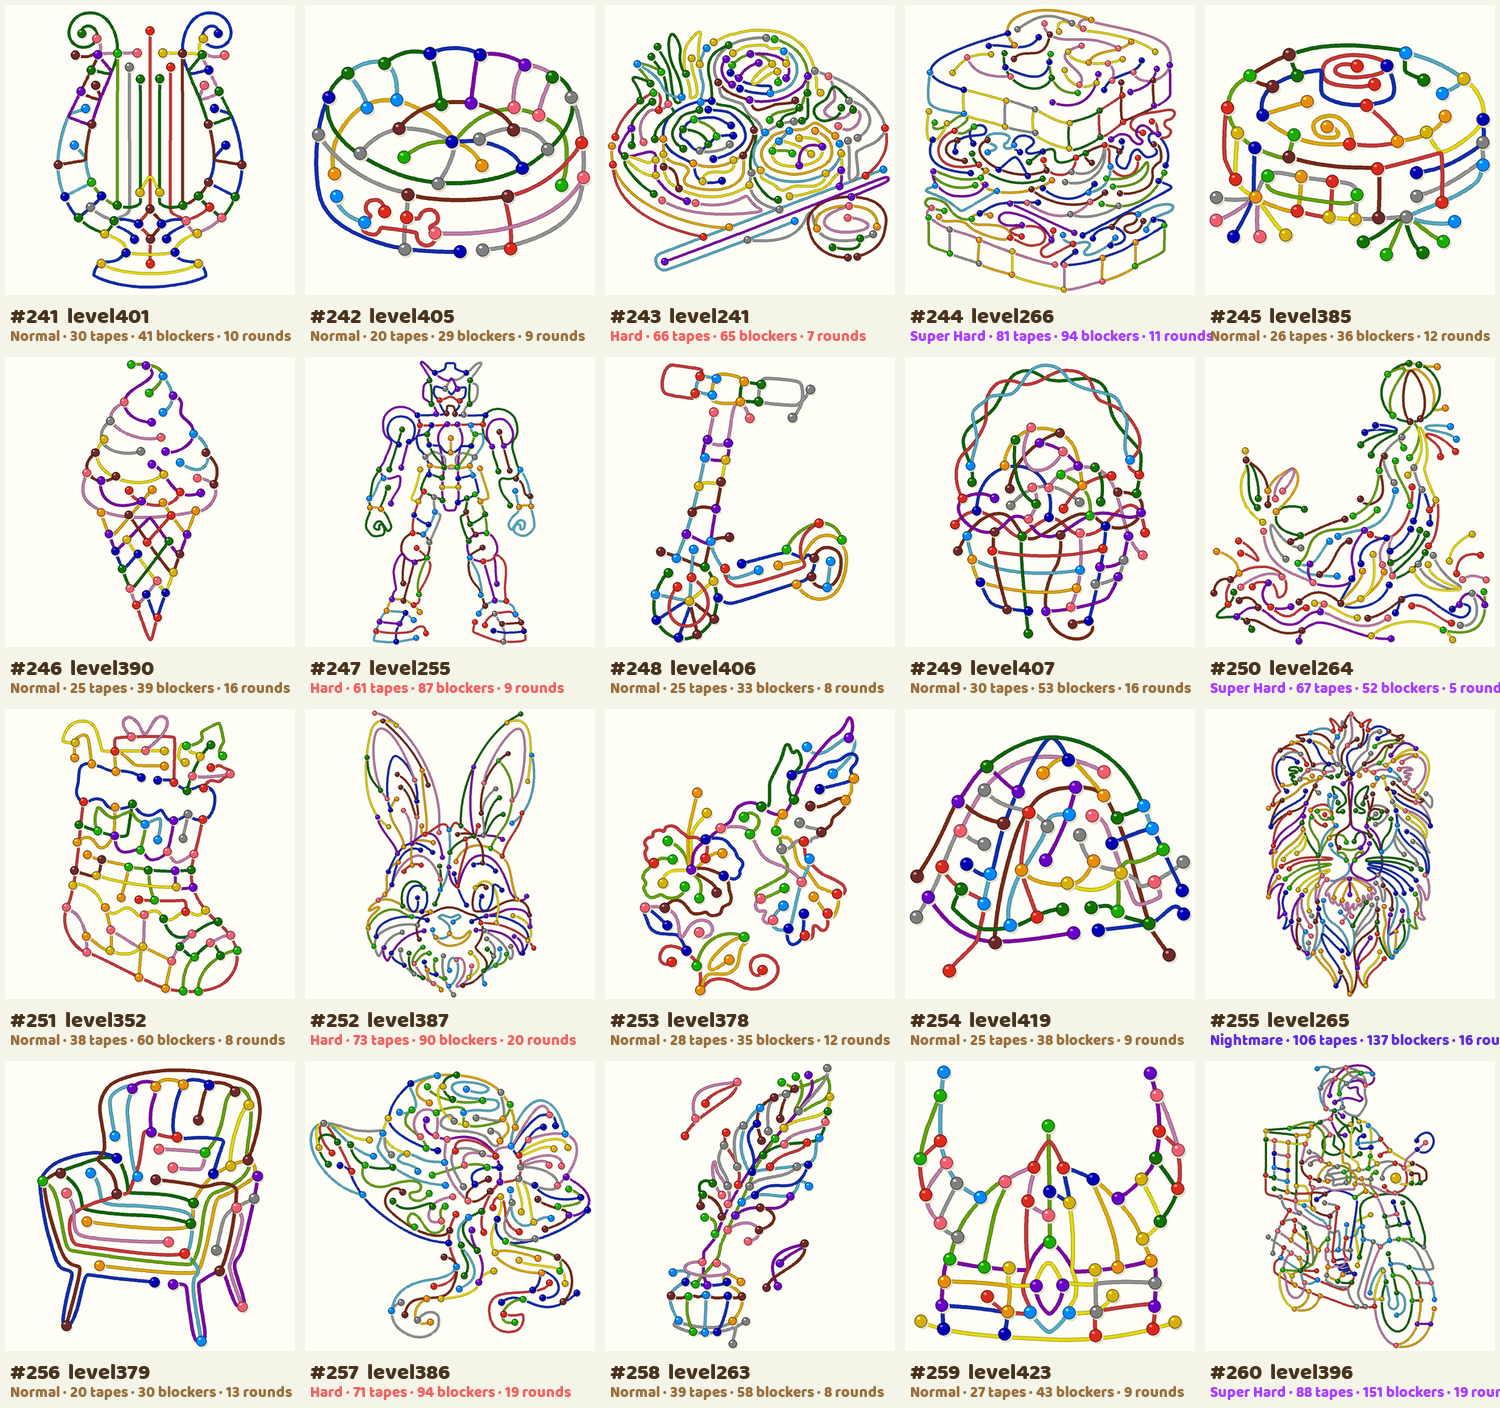 #241 level401
Normal · 30 tapes · 41 blockers · 10 rounds
#242 level405
Normal · 20 tapes · 29 blockers · 9 rounds
#243 level241
Hard · 66 tapes · 65 blockers · 7 rounds
#244 level266
Super Hard · 81 tapes · 94 blockers · 11 rounds
#245 level385
Normal · 26 tapes · 36 blockers · 12 rounds
#246 level390
Normal · 25 tapes · 39 blockers · 16 rounds
#247 level255
Hard · 61 tapes · 87 blockers · 9 rounds
#248 level406
Normal · 25 tapes · 33 blockers · 8 rounds
#249 level407
Normal · 30 tapes · 53 blockers · 16 rounds
#250 level264
Super Hard · 67 tapes · 52 blockers · 5 round
#251 level352
Normal · 38 tapes · 60 blockers · 8 rounds
#252 level387
Hard · 73 tapes · 90 blockers · 20 rounds
#253 level378
Normal · 28 tapes · 35 blockers · 12 rounds
#254 level419
Normal · 25 tapes · 38 blockers · 9 rounds
#255 level265
Nightmare · 106 tapes · 137 blockers · 16 rou
#256 level379
Normal · 20 tapes · 30 blockers · 13 rounds
#257 level386
Hard · 71 tapes · 94 blockers · 19 rounds
#258 level263
Normal · 39 tapes · 58 blockers · 8 rounds
#259 level423
Normal · 27 tapes · 43 blockers · 9 rounds
#260 level396
Super Hard · 88 tapes · 151 blockers · 19 rour